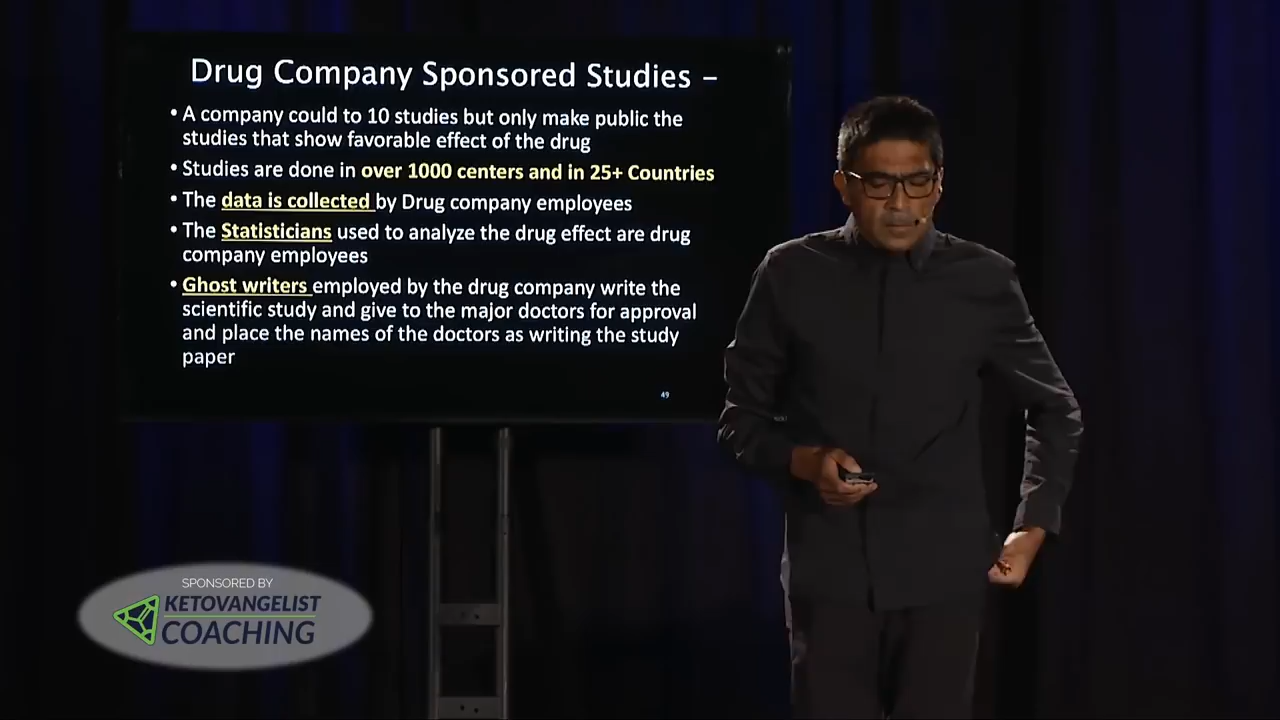 Drug Company Sponsored Studies –
• A company could to 10 studies but only make public the
studies that show favorable effect of the drug
• Studies are done in over 1000 centers and in 25+ Countries
• The data is collected by Drug company employees
• The Statisticians used to analyze the drug effect are drug
company employees
• Ghost writers employed by the drug company write the
scientific study and give to the major doctors for approval
and place the names of the doctors as writing the study
paper
49
SPONSORED BY
KETOVANGELIST
COACHING